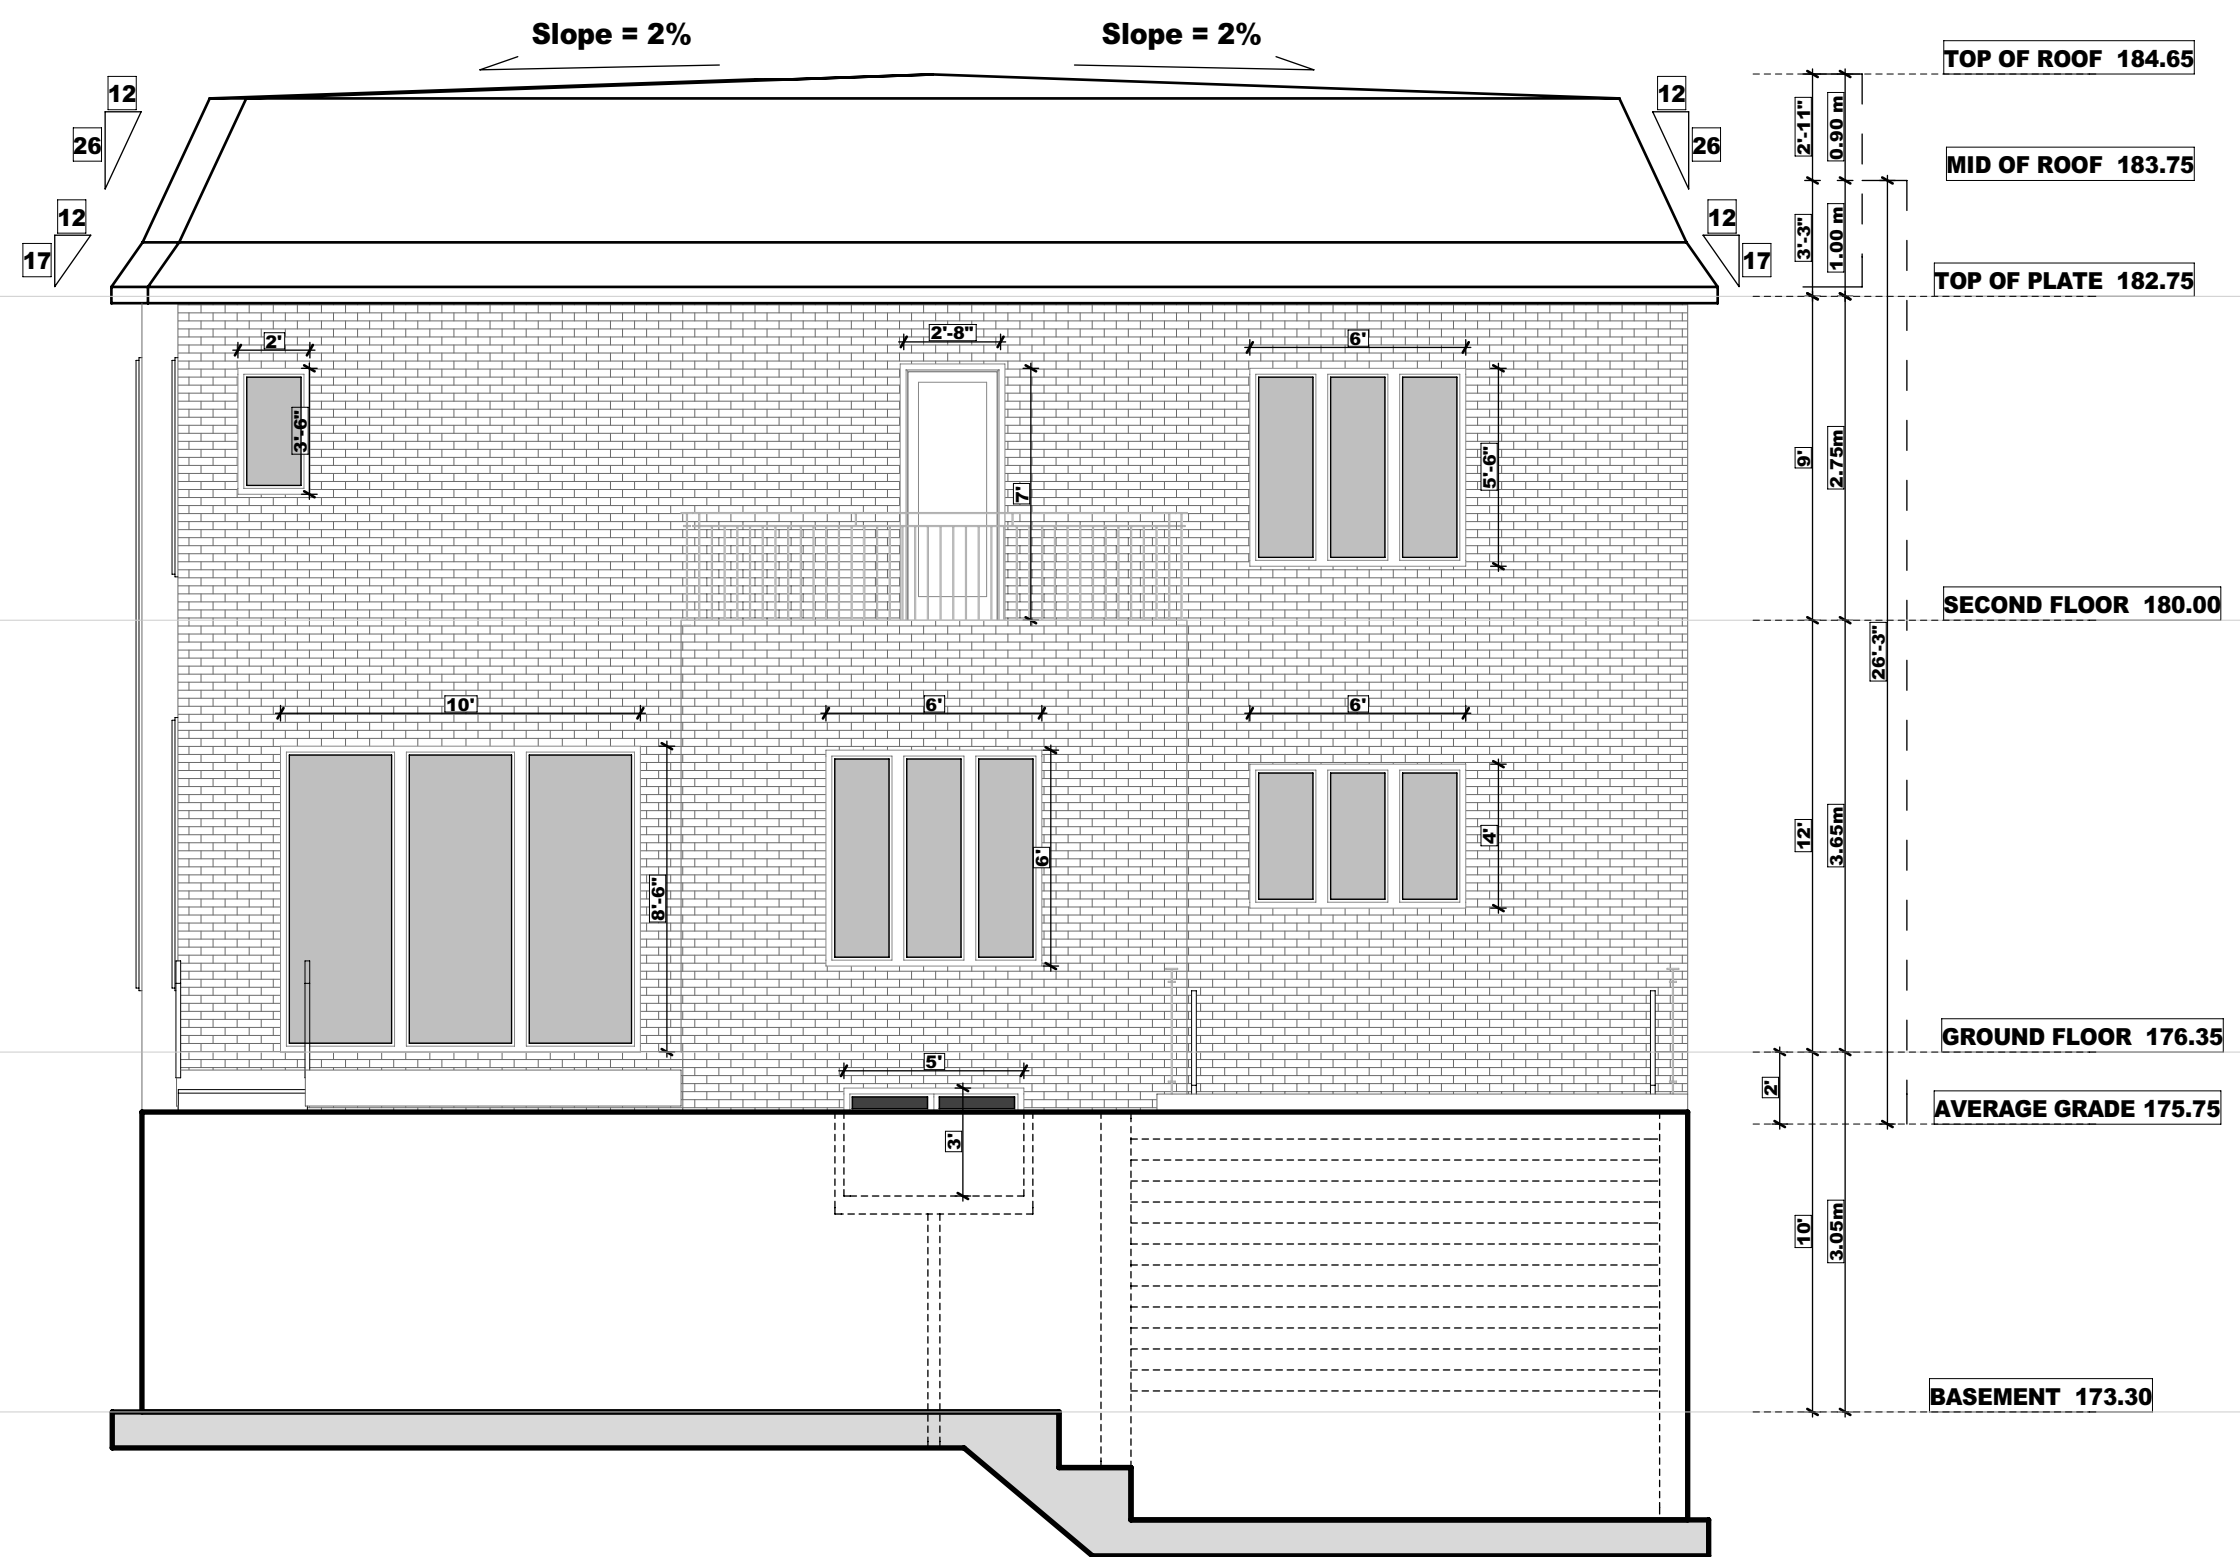 Slope = 2%
Slope = 2%
TOP OF ROOF 184.65
12
12
26
26
2'-11"
0.90 m
MID OF ROOF 183.75
12
12
17
17
3'-3"
1.00 m
TOP OF PLATE 182.75
2'
2'-8"
6'
3'-6"
7'
5'-6"
9'
2.75m
SECOND FLOOR 180.00
26'-3"
10'
6'
6'
8'-6"
6'
4'
12'
3.65m
GROUND FLOOR 176.35
5'
2'
AVERAGE GRADE 175.75
3'
10'
3.05m
BASEMENT 173.30